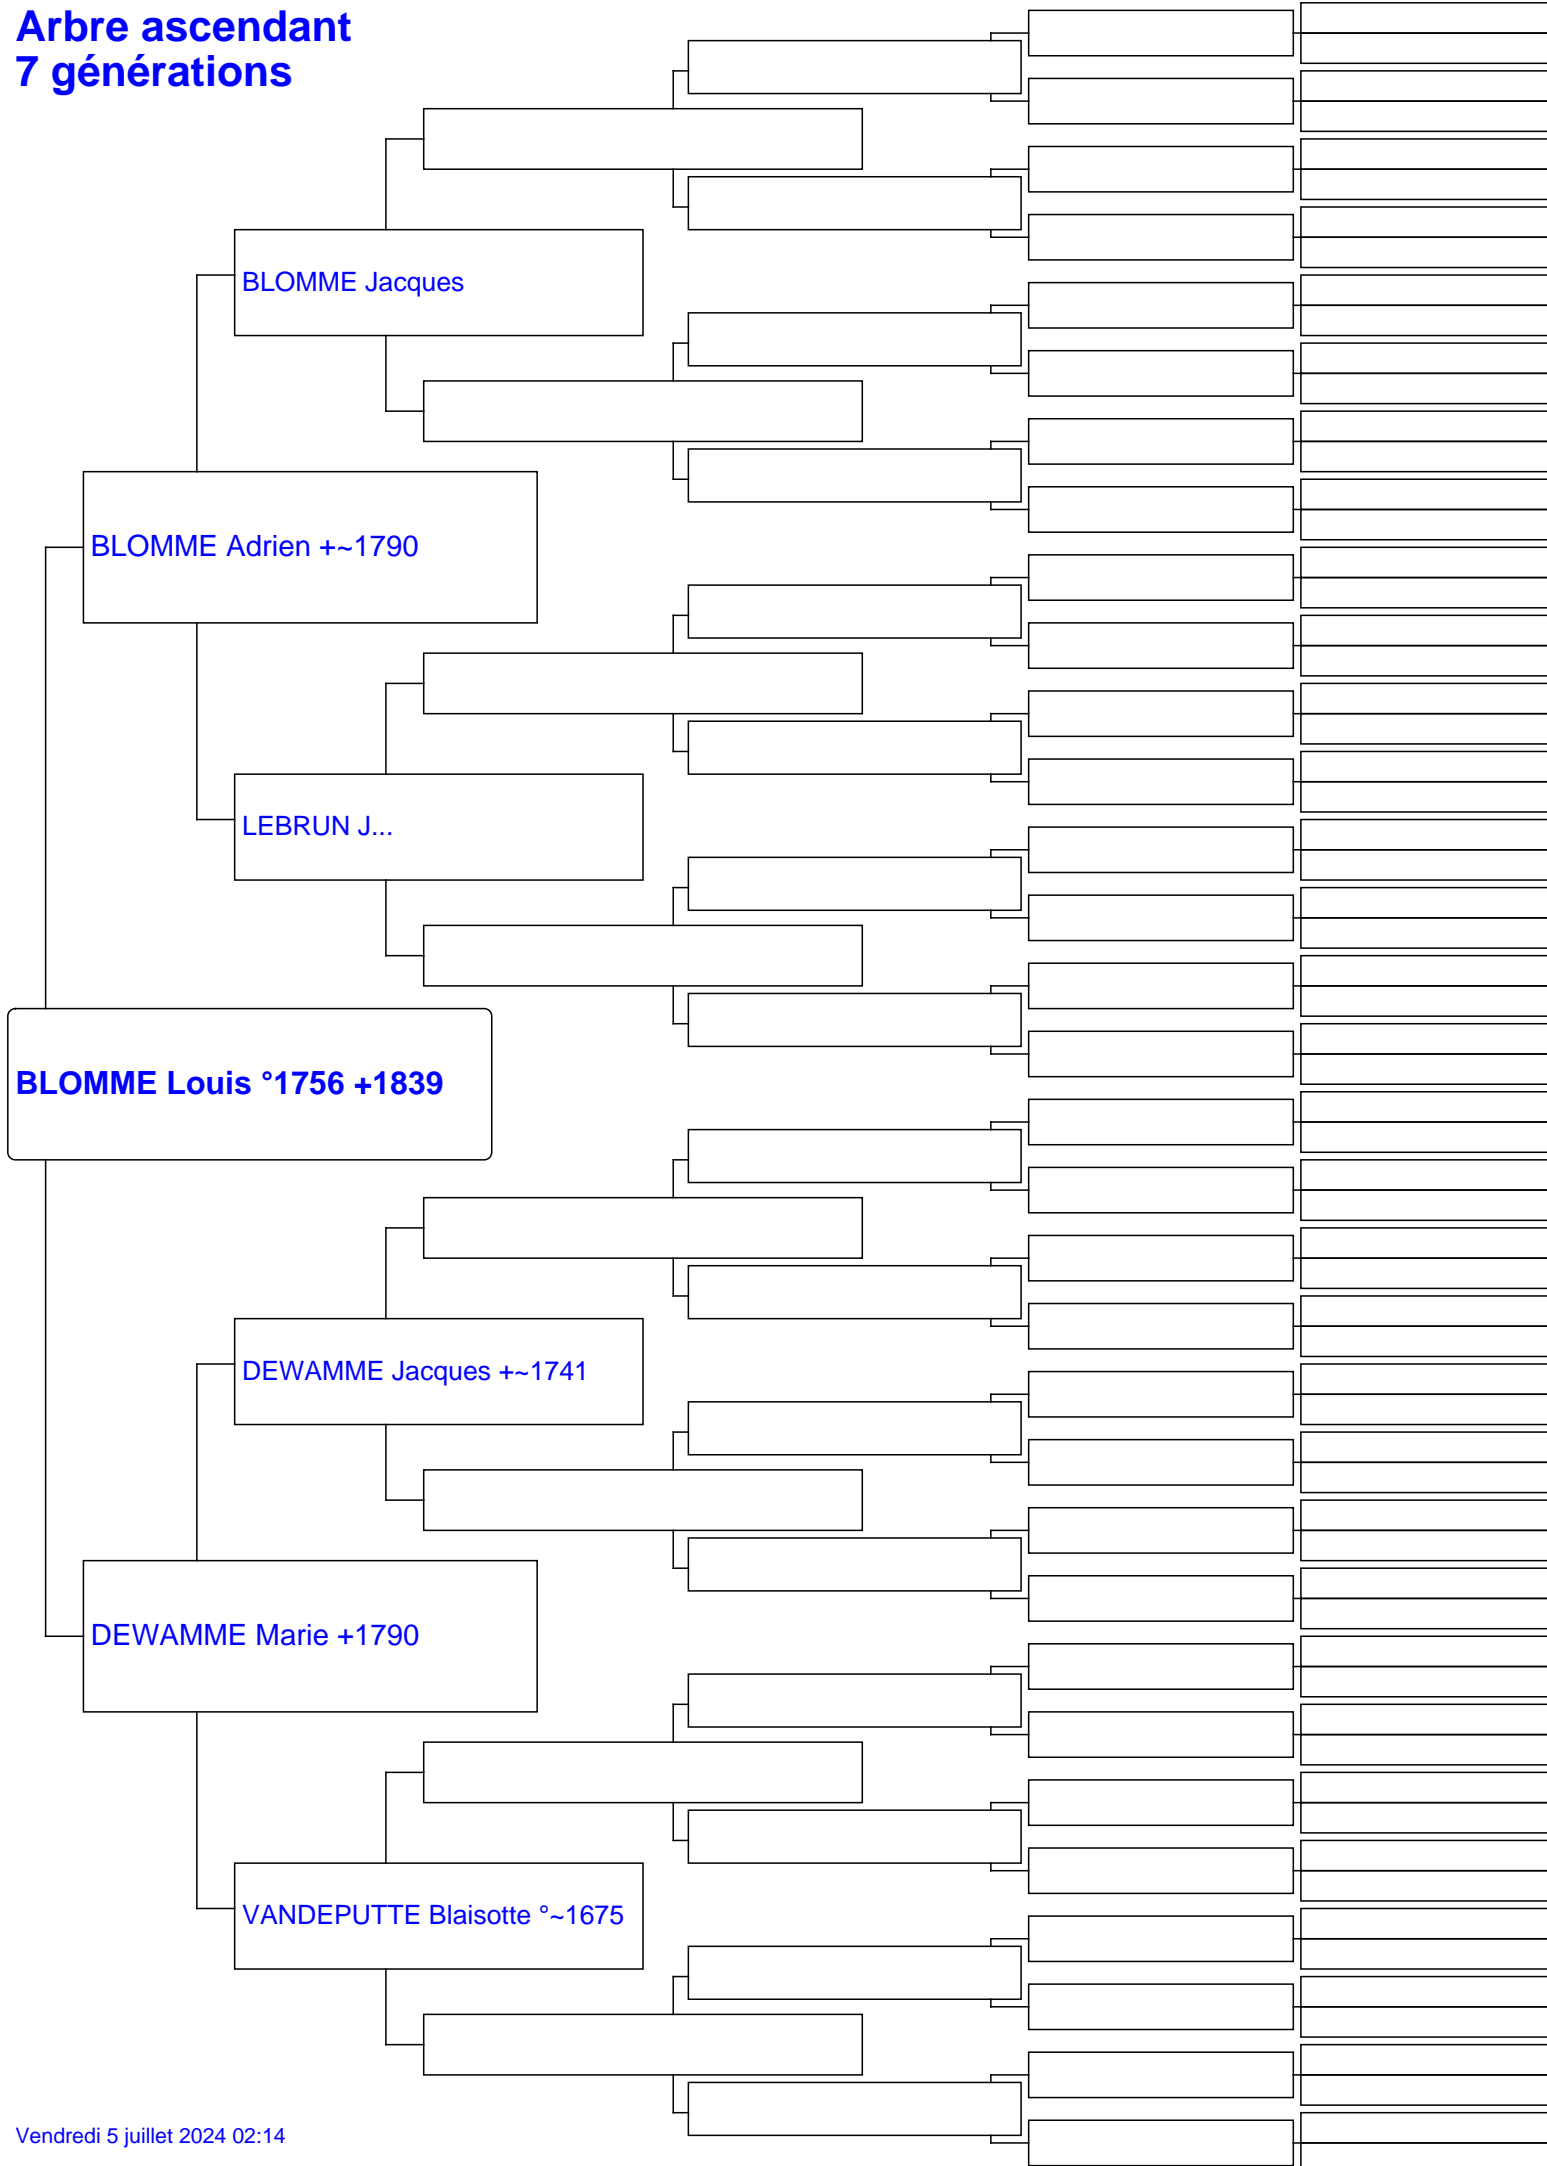 Arbre ascendant
7 générations
BLOMME Jacques
BLOMME Adrien +~1790
LEBRUN J...
BLOMME Louis °1756 +1839
DEWAMME Jacques +~1741
DEWAMME Marie +1790
VANDEPUTTE Blaisotte °~1675
Vendredi 5 juillet 2024 02:14